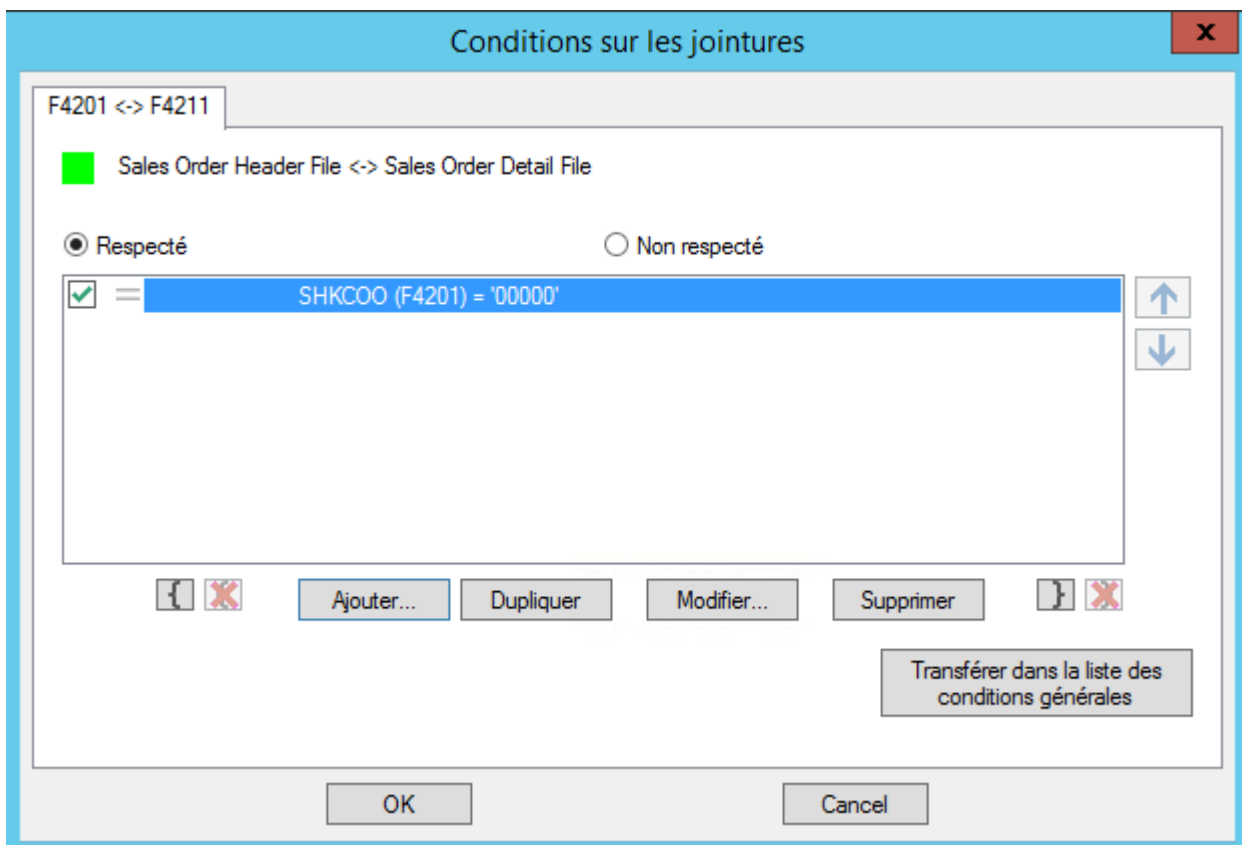 Conditions sur les jointures
x
F4201 <-> F4211
Sales Order Header File <-> Sales Order Detail File
Respecté
Non respecté
= SHKCOO (F4201) = '00000'
{ } 
Ajouter...
Dupliquer
Modifier...
Supprimer
Transférer dans la liste des
conditions générales
OK
Cancel